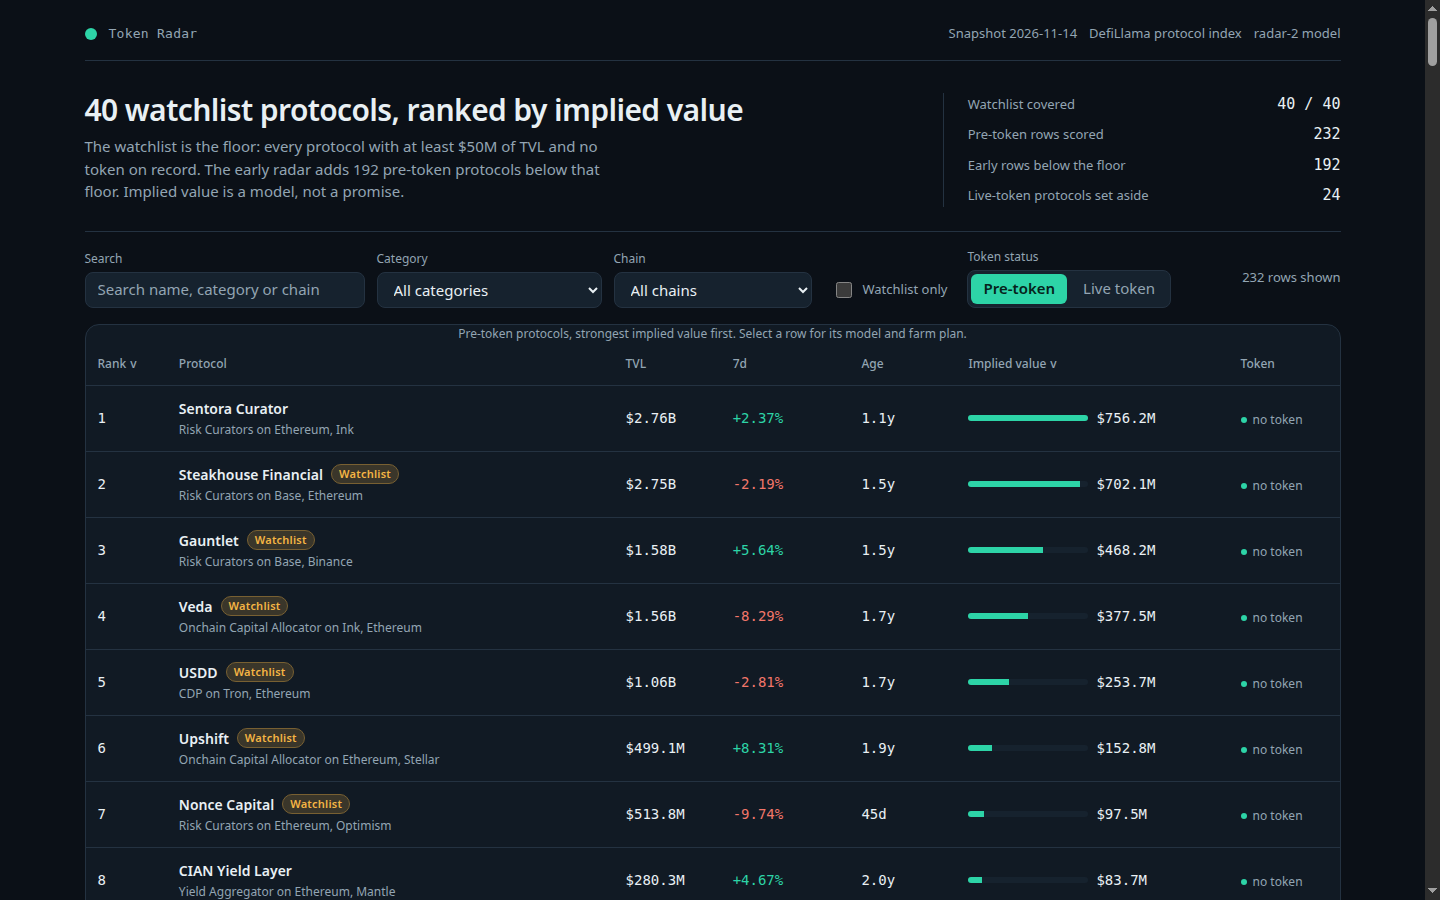 Token Radar
Snapshot 2026-11-14 DefiLlama protocol index radar-2 model
40 watchlist protocols, ranked by implied value
The watchlist is the floor: every protocol with at least $50M of TVL and no
token on record. The early radar adds 192 pre-token protocols below that
floor. Implied value is a model, not a promise.
Watchlist covered 40 / 40
Pre-token rows scored 232
Early rows below the floor 192
Live-token protocols set aside 24
Search Category Chain Token status
Search name, category or chain All categories All chains Watchlist only Pre-token Live token 232 rows shown
Pre-token protocols, strongest implied value first. Select a row for its model and farm plan.
Rank v Protocol TVL 7d Age Implied value v Token
1 Sentora Curator $2.76B +2.37% 1.1y $756.2M no token
Risk Curators on Ethereum, Ink
2 Steakhouse Financial Watchlist $2.75B -2.19% 1.5y $702.1M no token
Risk Curators on Base, Ethereum
3 Gauntlet Watchlist $1.58B +5.64% 1.5y $468.2M no token
Risk Curators on Base, Binance
4 Veda Watchlist $1.56B -8.29% 1.7y $377.5M no token
Onchain Capital Allocator on Ink, Ethereum
5 USDD Watchlist $1.06B -2.81% 1.7y $253.7M no token
CDP on Tron, Ethereum
6 Upshift Watchlist $499.1M +8.31% 1.9y $152.8M no token
Onchain Capital Allocator on Ethereum, Stellar
7 Nonce Capital Watchlist $513.8M -9.74% 45d $97.5M no token
Risk Curators on Ethereum, Optimism
8 CIAN Yield Layer $280.3M +4.67% 2.0y $83.7M no token
Yield Aggregator on Ethereum, Mantle